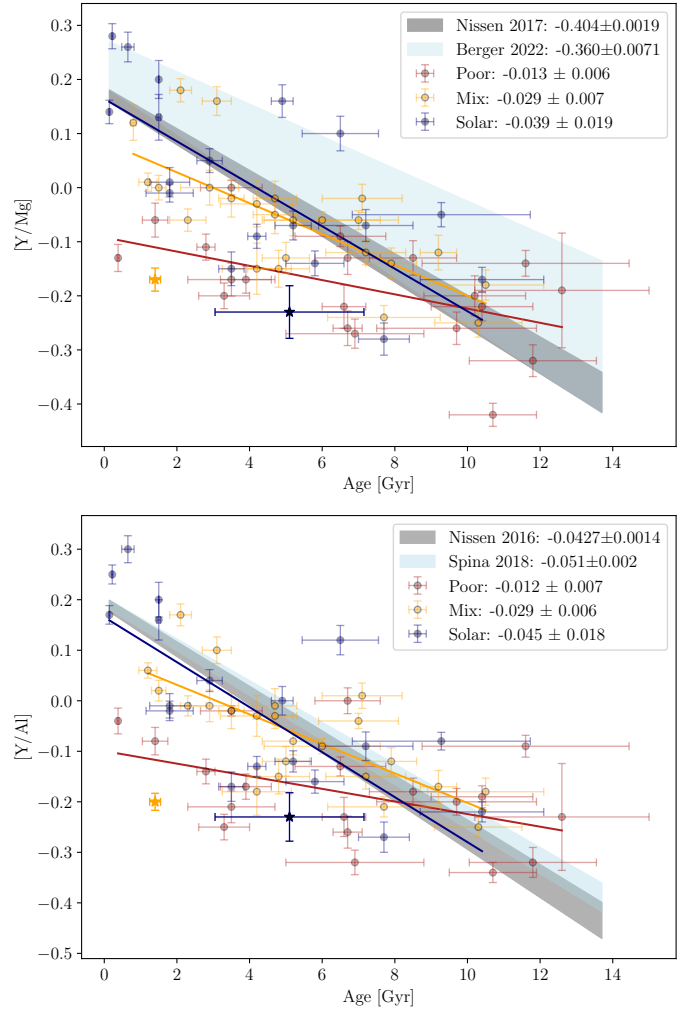 Nissen 2017: -0.404±0.0019
Berger 2022: -0.360±0.0071
Poor: -0.013 ± 0.006
Mix: -0.029 ± 0.007
Solar: -0.039 ± 0.019
[Y/Mg]
0.3
0.2
0.1
0.0
−0.1
−0.2
−0.3
−0.4
0 2 4 6 8 10 12 14
Age [Gyr]
Nissen 2016: -0.0427±0.0014
Spina 2018: -0.051±0.002
Poor: -0.012 ± 0.007
Mix: -0.029 ± 0.006
Solar: -0.045 ± 0.018
[Y/Al]
0.3
0.2
0.1
0.0
−0.1
−0.2
−0.3
−0.4
−0.5
0 2 4 6 8 10 12 14
Age [Gyr]